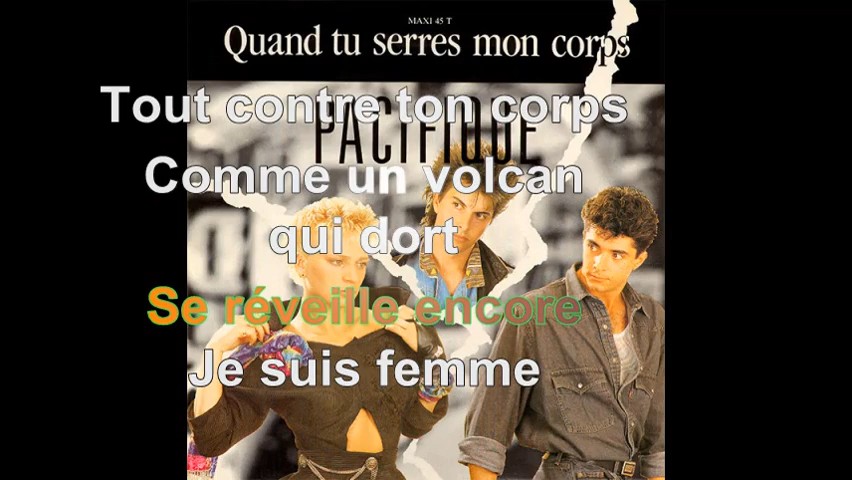 MAXI 45 T
Quand tu serres mon corps
Tout contre ton corps
PACIFIQUE
Comme un volcan
qui dort
Se réveille encore
Je suis femme